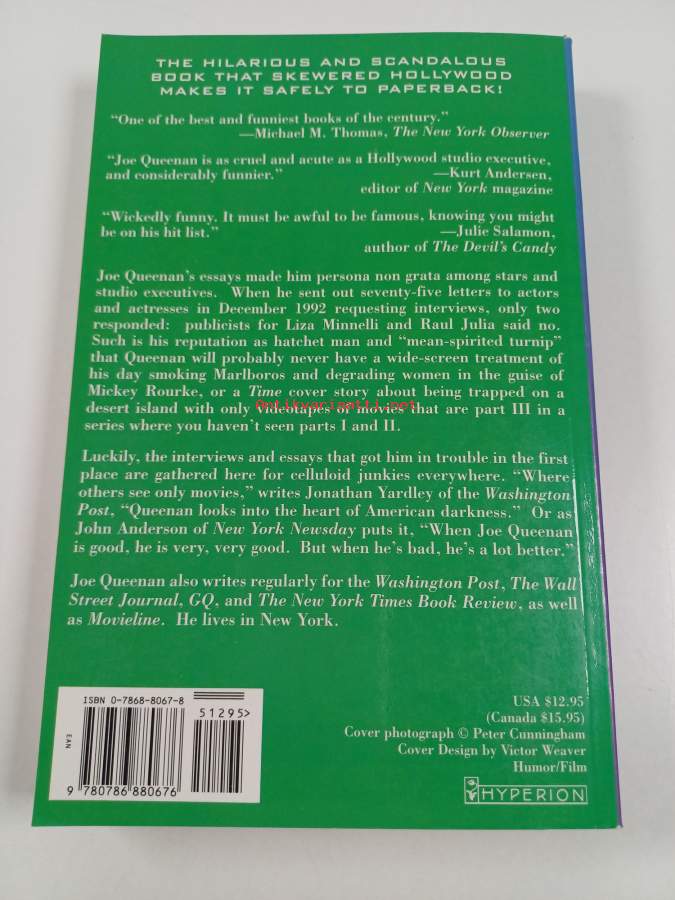 THE HILARIOUS AND SCANDALOUS
BOOK THAT SKEWERED HOLLYWOOD
MAKES IT SAFELY TO PAPERBACK!
“One of the best and funniest books of the century.”
—Michael M. Thomas, The New York Observer
“Joe Queenan is as cruel and acute as a Hollywood studio executive,
and considerably funnier.” —Kurt Andersen,
editor of New York magazine
“Wickedly funny. It must be awful to be famous, knowing you might
be on his hit list.” —Julie Salamon,
author of The Devil’s Candy
Joe Queenan’s essays made him persona non grata among stars and
studio executives. When he sent out seventy-five letters to actors
and actresses in December 1992 requesting interviews, only two
responded: publicists for Liza Minnelli and Raul Julia said no.
Such is his reputation as hatchet man and “mean-spirited turnip”
that Queenan will probably never have a wide-screen treatment of
his day smoking Marlboros and degrading women in the guise of
Mickey Rourke, or a Time cover story about being trapped on a
desert island with only videotapes of movies that are part III in a
Antikvariaatti.net
series where you haven’t seen parts I and II.
Luckily, the interviews and essays that got him in trouble in the first
place are gathered here for celluloid junkies everywhere. “Where
others see only movies,” writes Jonathan Yardley of the Washington
Post, “Queenan looks into the heart of American darkness.” Or as
John Anderson of New York Newsday puts it, “When Joe Queenan
is good, he is very, very good. But when he’s bad, he’s a lot better.”
Joe Queenan also writes regularly for the Washington Post, The Wall
Street Journal, GQ, and The New York Times Book Review, as well
as Movieline. He lives in New York.
ISBN 0-7868-8067-8
51295>
EAN
9 780786 880676
USA $12.95
(Canada $15.95)
Cover photograph © Peter Cunningham
Cover Design by Victor Weaver
Humor/Film
HYPERION